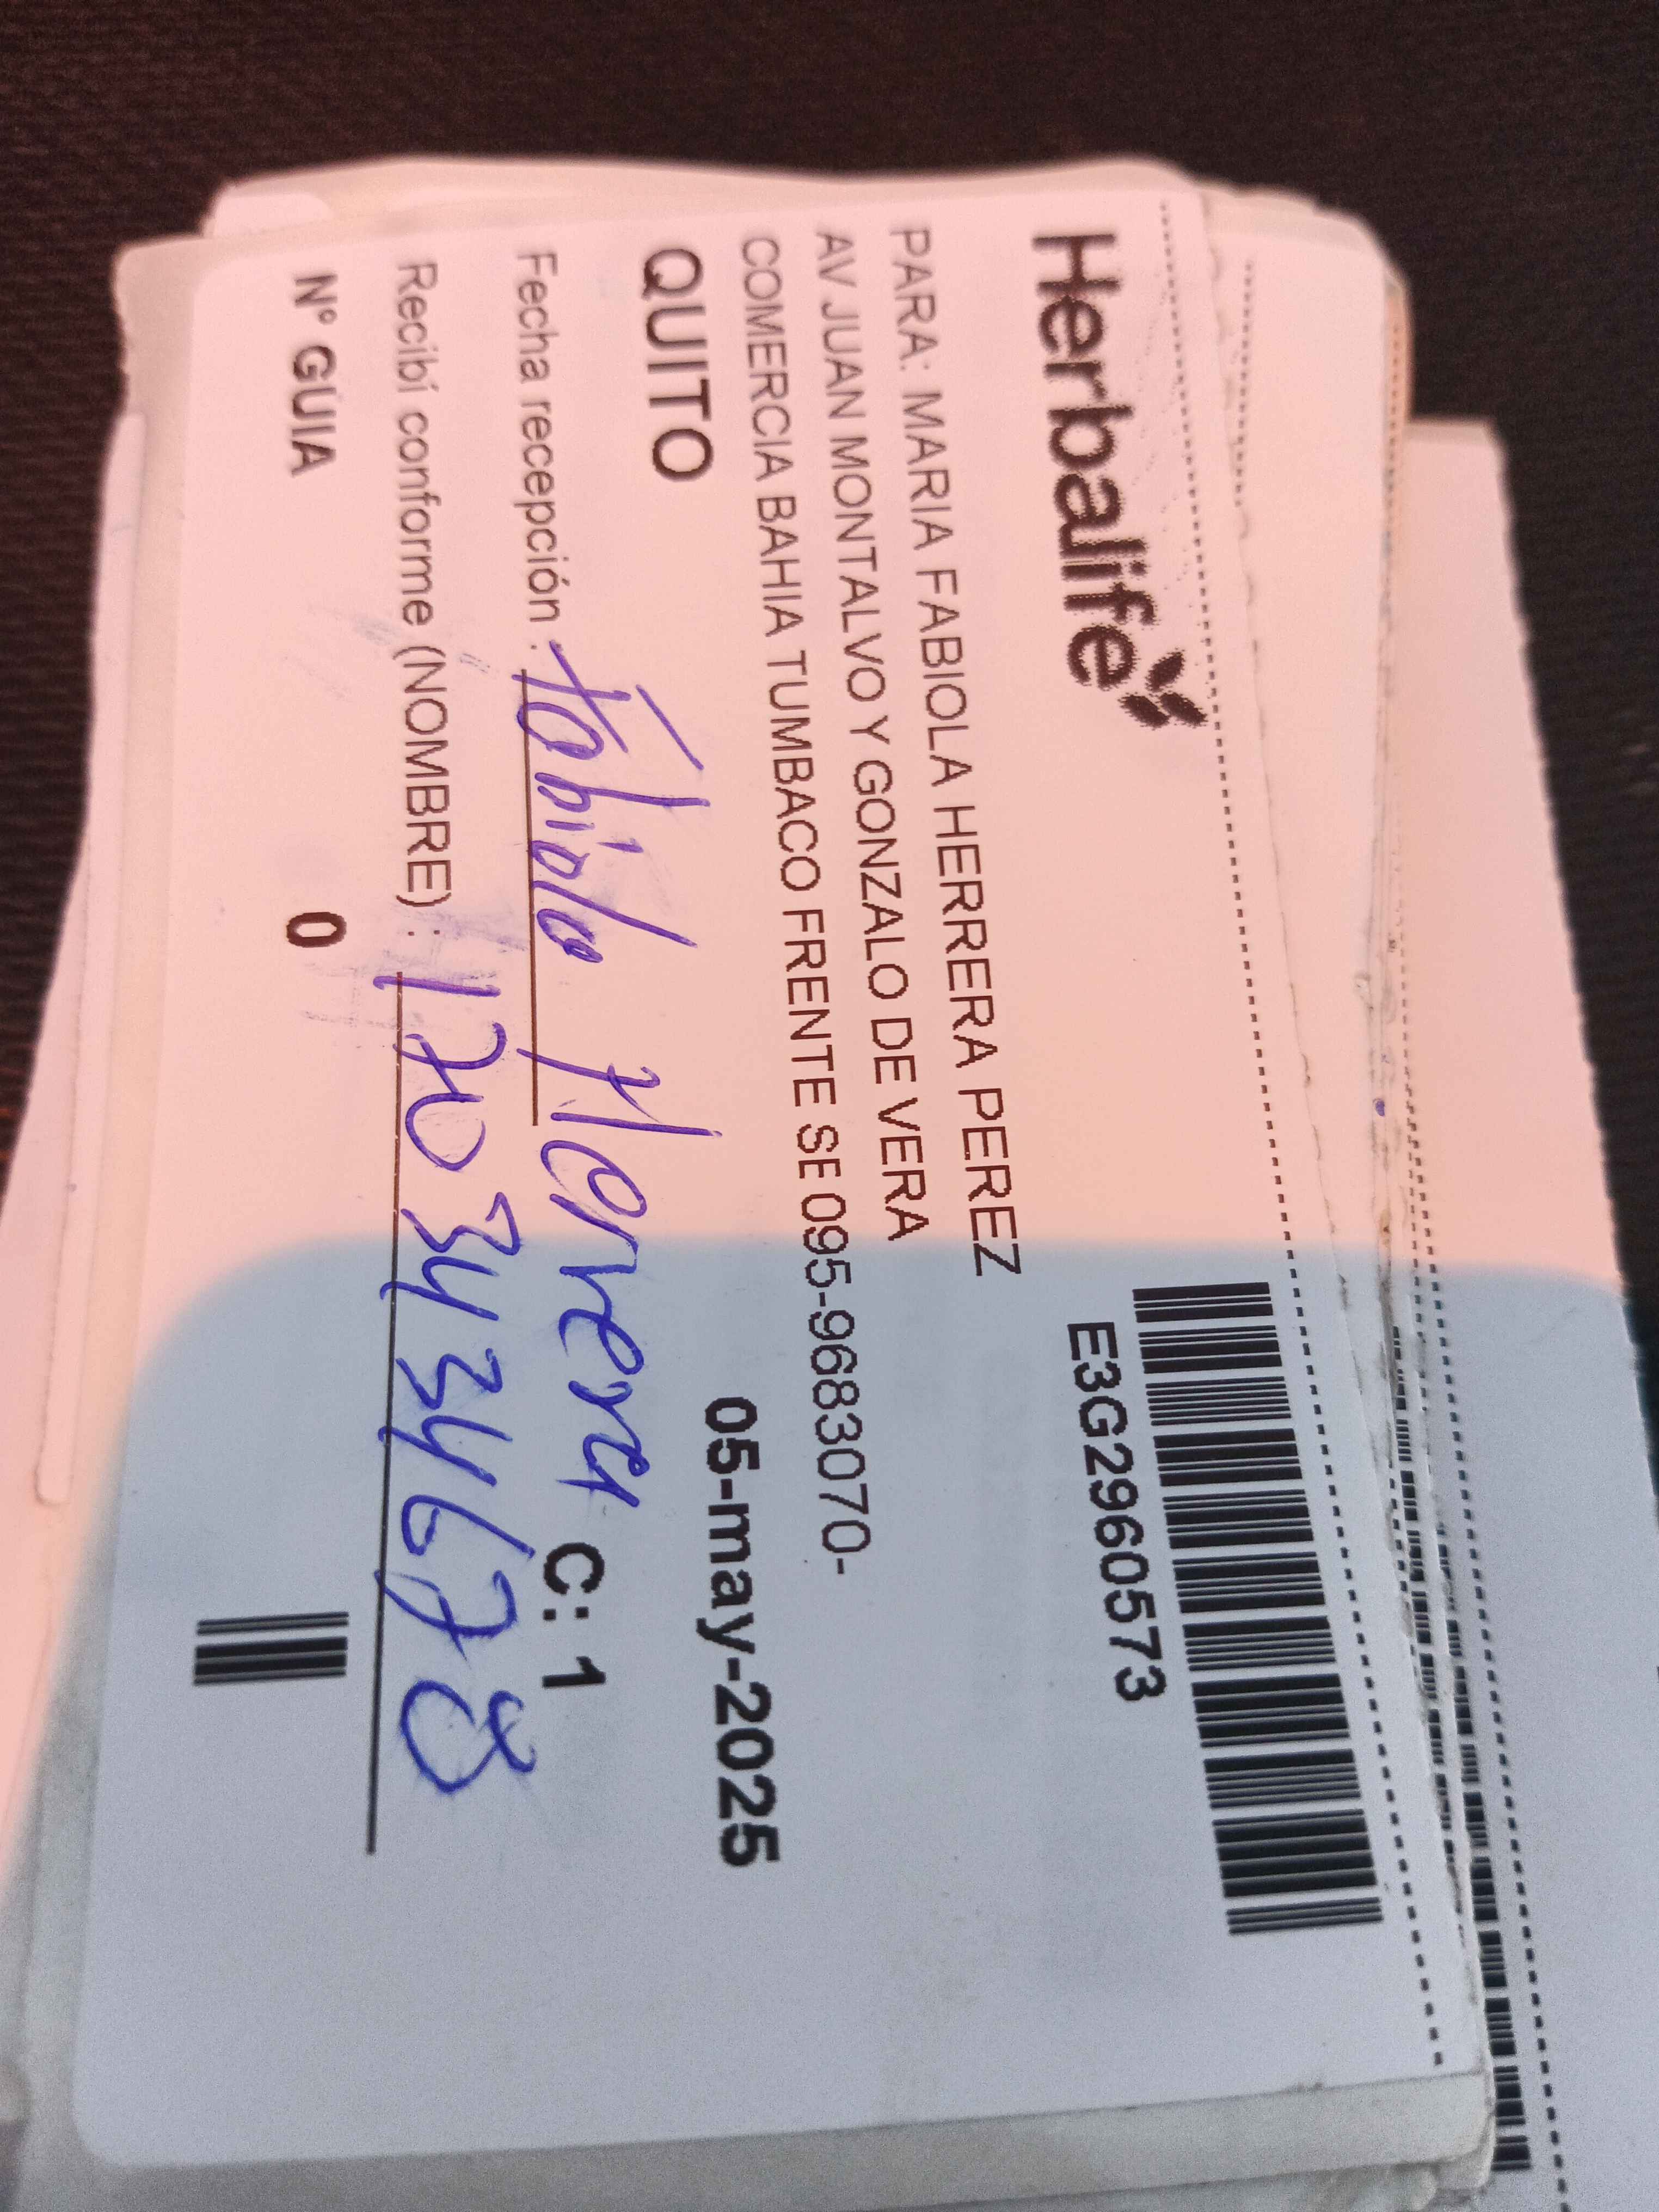 Herbalife
E3G2960573
PARA: MARIA FABIOLA HERRERA PEREZ
AV JUAN MONTALVO Y GONZALO DE VERA
COMERCIA BAHIA TUMBACO FRENTE SE 095-9683070-
QUITO 05-may-2025
Fecha recepción : Fabiola Herrera C: 1
Recibí conforme (NOMBRE) : 1703434678
Nº GUIA 0